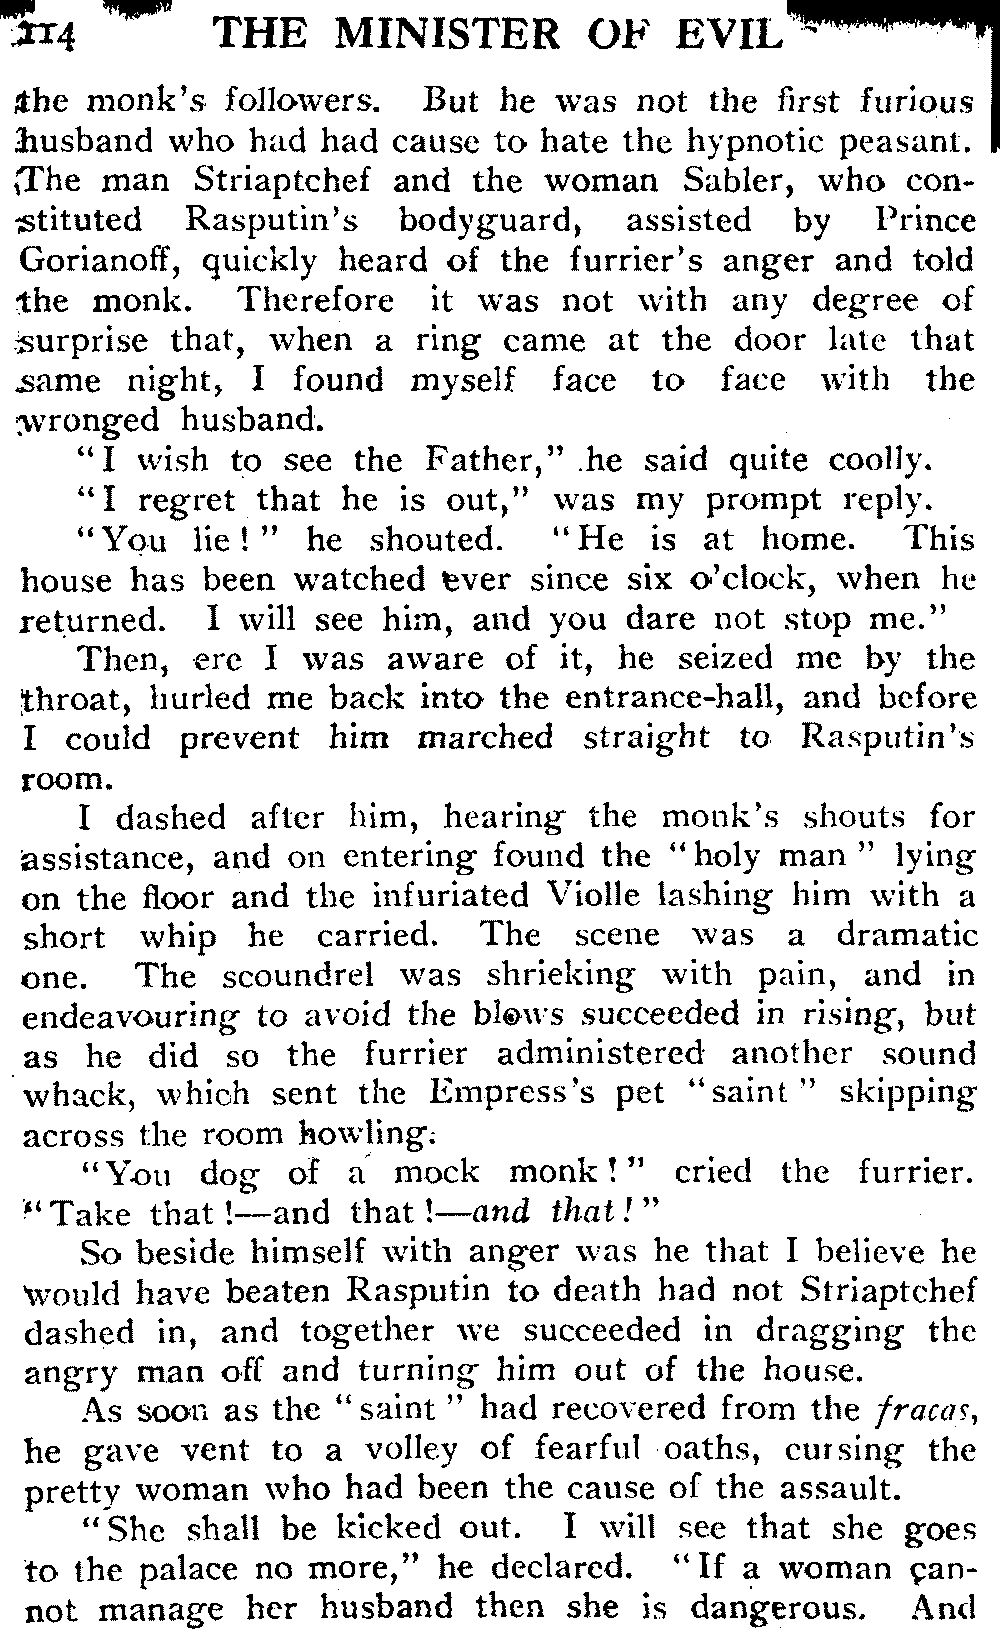 114 THE MINISTER OF EVIL
the monk's followers. But he was not the first furious
husband who had had cause to hate the hypnotic peasant.
The man Striaptchef and the woman Sabler, who con-
stituted Rasputin's bodyguard, assisted by Prince
Gorianoff, quickly heard of the furrier's anger and told
the monk. Therefore it was not with any degree of
surprise that, when a ring came at the door late that
same night, I found myself face to face with the
wronged husband.
"I wish to see the Father," he said quite coolly.
"I regret that he is out," was my prompt reply.
"You lie!" he shouted. "He is at home. This
house has been watched ever since six o'clock, when he
returned. I will see him, and you dare not stop me."
Then, ere I was aware of it, he seized me by the
throat, hurled me back into the entrance-hall, and before
I could prevent him marched straight to Rasputin's
room.
I dashed after him, hearing the monk's shouts for
assistance, and on entering found the "holy man" lying
on the floor and the infuriated Violle lashing him with a
short whip he carried. The scene was a dramatic
one. The scoundrel was shrieking with pain, and in
endeavouring to avoid the blows succeeded in rising, but
as he did so the furrier administered another sound
whack, which sent the Empress's pet "saint" skipping
across the room howling.
"You dog of a mock monk!" cried the furrier.
"Take that!—and that!—and that!"
So beside himself with anger was he that I believe he
would have beaten Rasputin to death had not Striaptchef
dashed in, and together we succeeded in dragging the
angry man off and turning him out of the house.
As soon as the "saint" had recovered from the fracas,
he gave vent to a volley of fearful oaths, cursing the
pretty woman who had been the cause of the assault.
"She shall be kicked out. I will see that she goes
to the palace no more," he declared. "If a woman can-
not manage her husband then she is dangerous. And